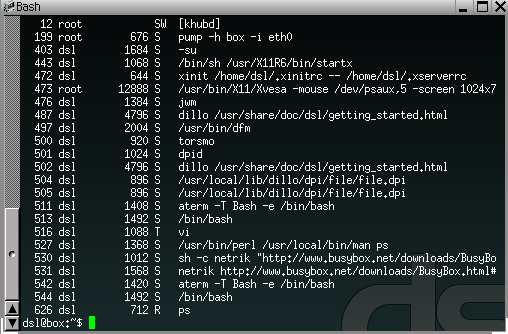 Bash
12 root SW [khubd]
199 root 676 S pump -h box -i eth0
403 dsl 1684 S -su
443 dsl 1068 S /bin/sh /usr/X11R6/bin/startx
472 dsl 644 S xinit /home/dsl/.xinitrc -- /home/dsl/.xserverrc
473 root 12888 S /usr/bin/X11/Xvesa -mouse /dev/psaux,5 -screen 1024x7
476 dsl 1384 S jwm
487 dsl 4796 S dillo /usr/share/doc/dsl/getting_started.html
497 dsl 2004 S /usr/bin/dfm
500 dsl 920 S torsmo
501 dsl 1024 S dpid
502 dsl 4796 S dillo /usr/share/doc/dsl/getting_started.html
504 dsl 896 S /usr/local/lib/dillo/dpi/file/file.dpi
505 dsl 896 S /usr/local/lib/dillo/dpi/file/file.dpi
511 dsl 1408 S aterm -T Bash -e /bin/bash
513 dsl 1492 S /bin/bash
516 dsl 1088 T vi
527 dsl 1368 S /usr/bin/perl /usr/local/bin/man ps
530 dsl 1012 S sh -c netrik "http://www.busybox.net/downloads/BusyBo
531 dsl 1568 S netrik http://www.busybox.net/downloads/BusyBox.html#
542 dsl 1420 S aterm -T Bash -e /bin/bash
544 dsl 1492 S /bin/bash
626 dsl 712 R ps
dsl@box:~$